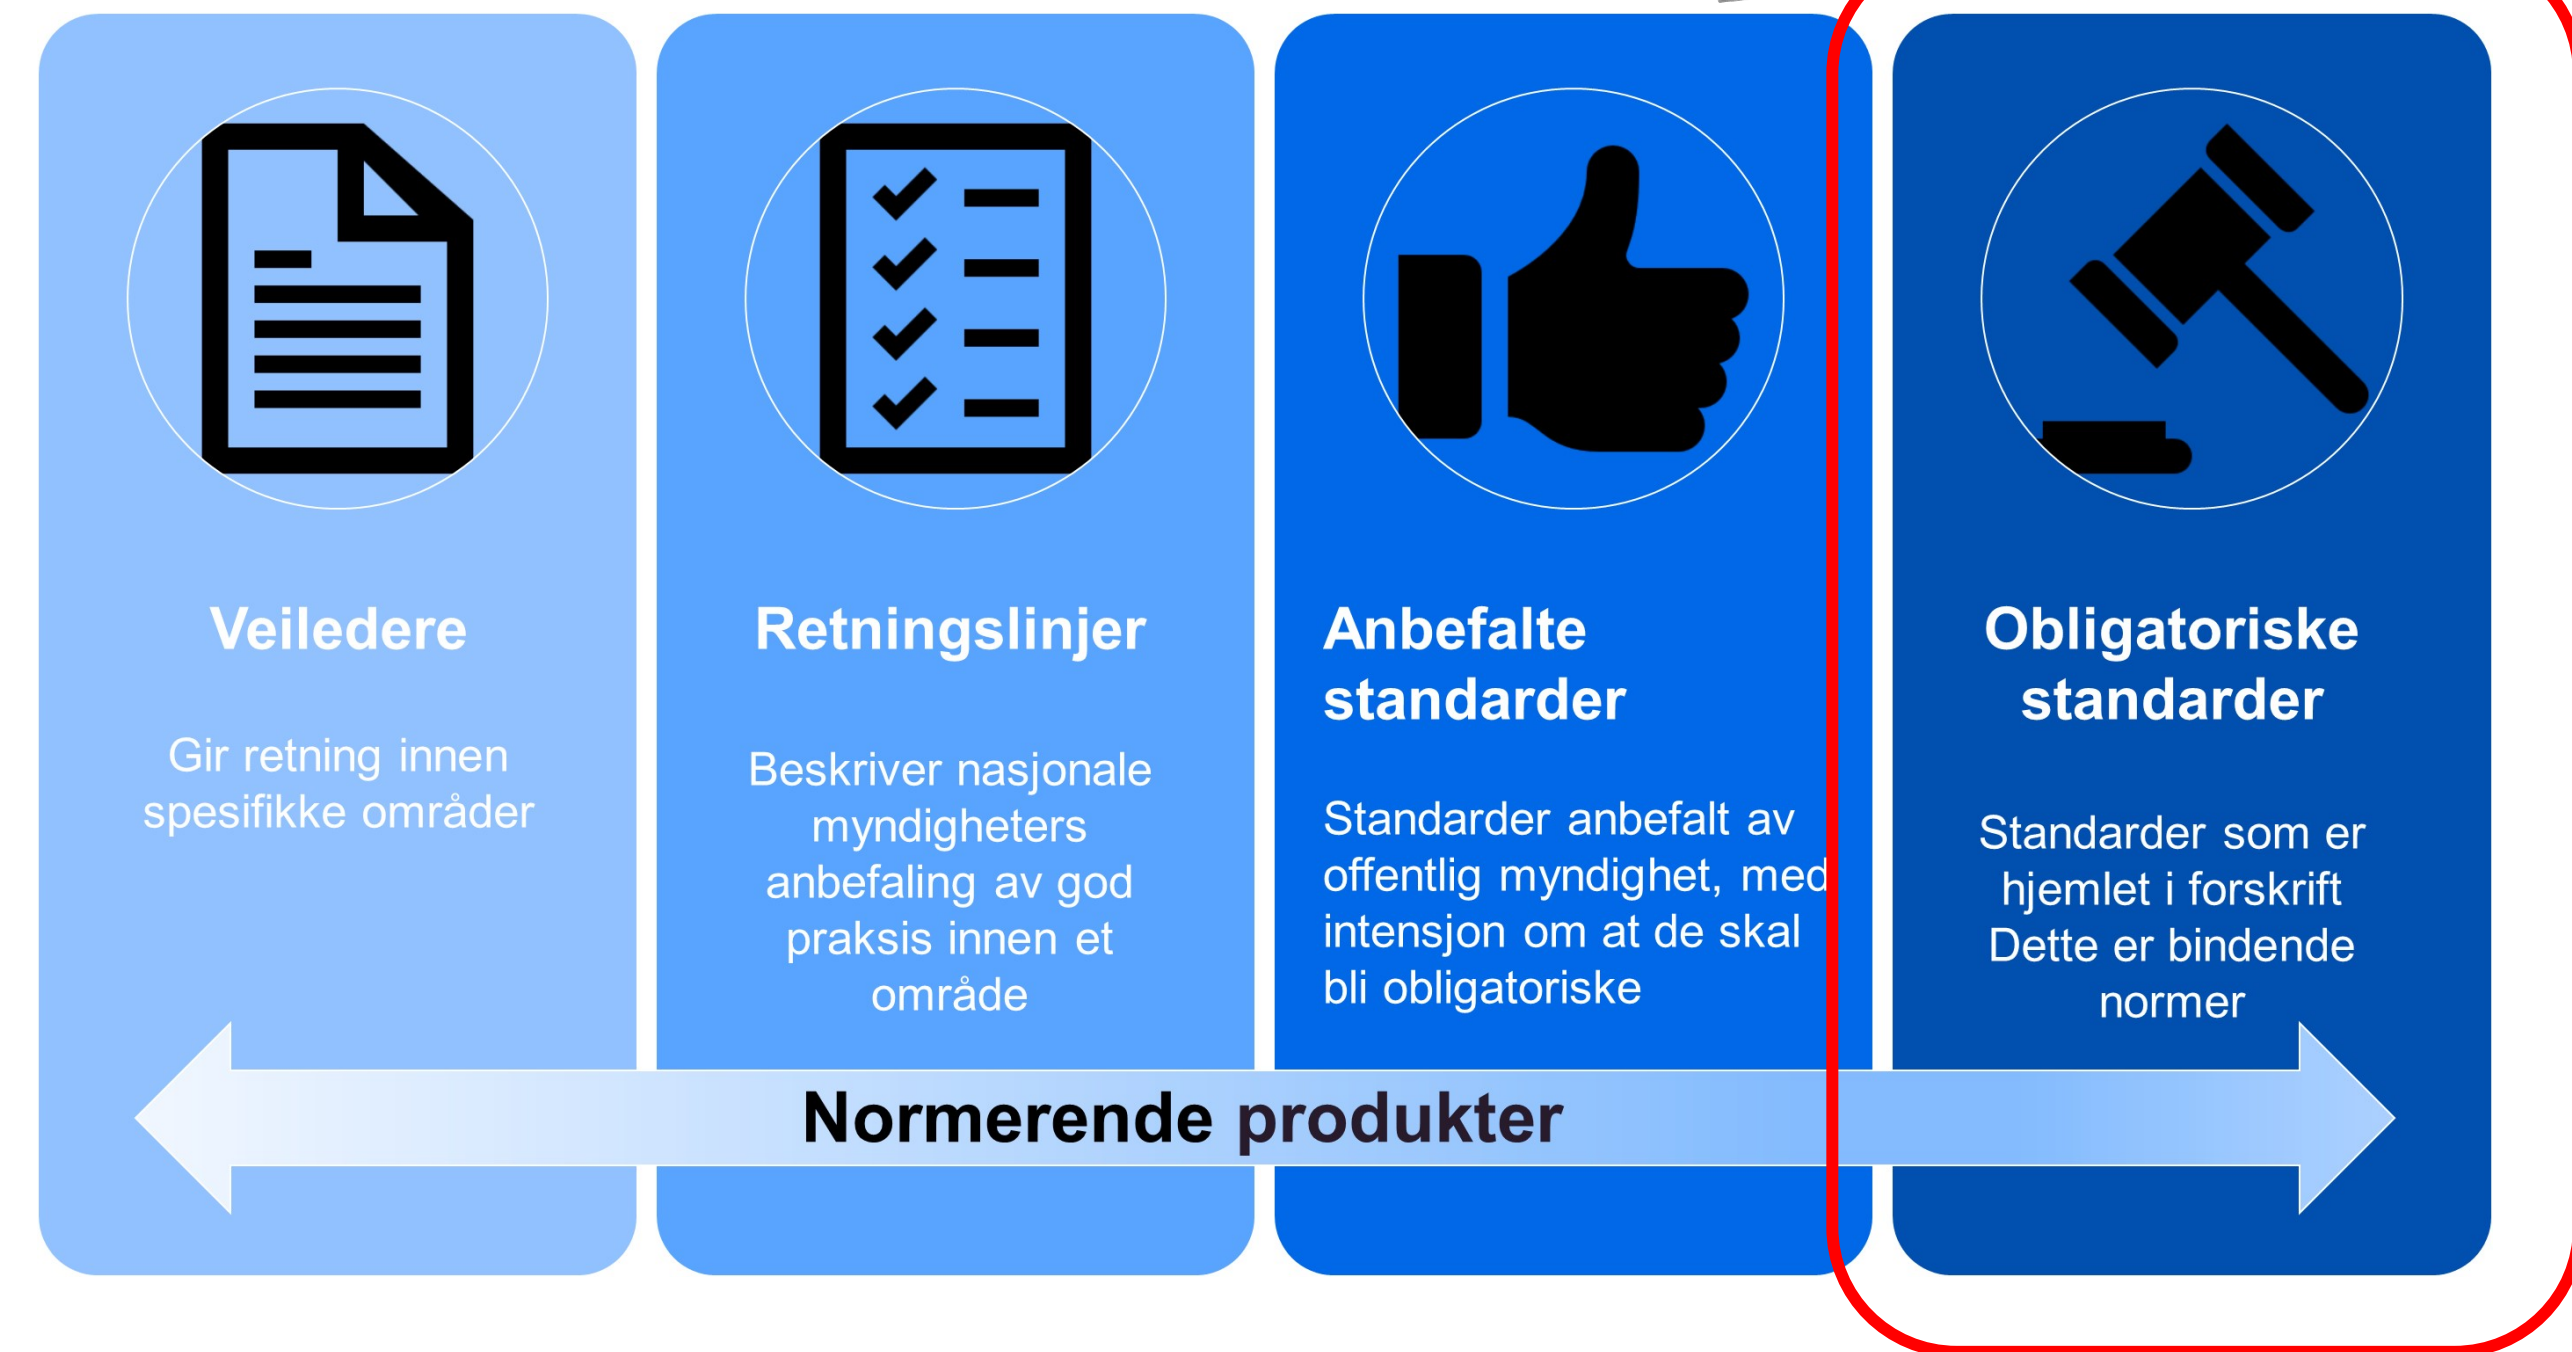 Veiledere
Gir retning innen
spesifikke områder
Retningslinjer
Beskriver nasjonale
myndigheters
anbefaling av god
praksis innen et
område
Anbefalte
standarder
Standarder anbefalt av
offentlig myndighet, med
intensjon om at de skal
bli obligatoriske
Obligatoriske
standarder
Standarder som er
hjemlet i forskrift
Dette er bindende
normer
Normerende produkter